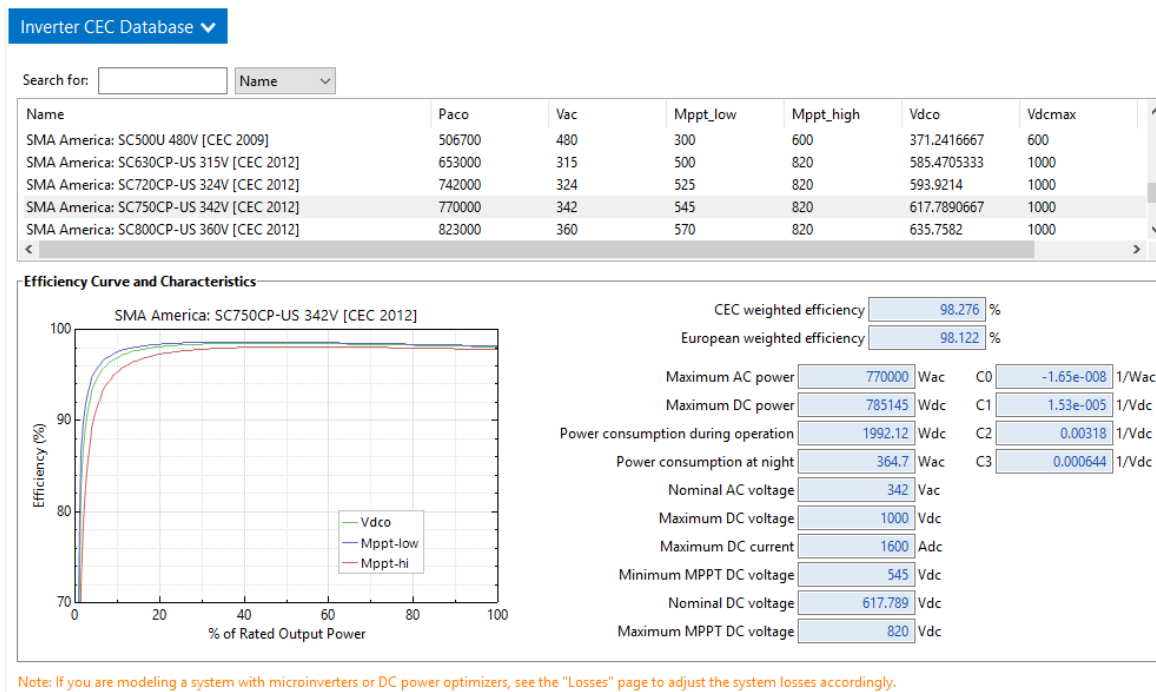 Inverter CEC Database
Search for: Name
Name Paco Vac Mppt_low Mppt_high Vdco Vdcmax
SMA America: SC500U 480V [CEC 2009] 506700 480 300 600 371.2416667 600
SMA America: SC630CP-US 315V [CEC 2012] 653000 315 500 820 585.4705333 1000
SMA America: SC720CP-US 324V [CEC 2012] 742000 324 525 820 593.9214 1000
SMA America: SC750CP-US 342V [CEC 2012] 770000 342 545 820 617.7890667 1000
SMA America: SC800CP-US 360V [CEC 2012] 823000 360 570 820 635.7582 1000
Efficiency Curve and Characteristics
SMA America: SC750CP-US 342V [CEC 2012]
100
90
80
70
Efficiency (%)
Vdco
Mppt-low
Mppt-hi
0 20 40 60 80 100
% of Rated Output Power
CEC weighted efficiency 98.276 %
European weighted efficiency 98.122 %
Maximum AC power 770000 Wac C0 -1.65e-008 1/Wac
Maximum DC power 785145 Wdc C1 1.53e-005 1/Vdc
Power consumption during operation 1992.12 Wdc C2 0.00318 1/Vdc
Power consumption at night 364.7 Wac C3 0.000644 1/Vdc
Nominal AC voltage 342 Vac
Maximum DC voltage 1000 Vdc
Maximum DC current 1600 Adc
Minimum MPPT DC voltage 545 Vdc
Nominal DC voltage 617.789 Vdc
Maximum MPPT DC voltage 820 Vdc
Note: If you are modeling a system with microinverters or DC power optimizers, see the "Losses" page to adjust the system losses accordingly.